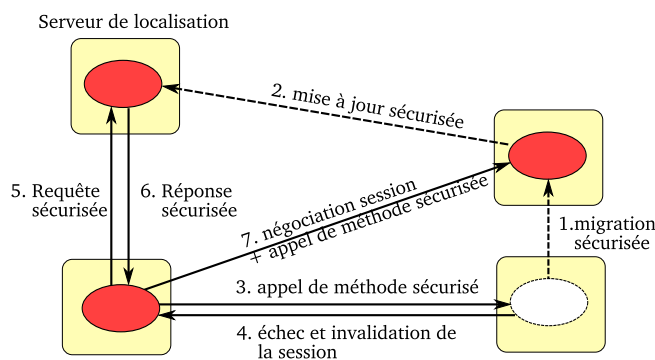 Serveur de localisation
2. mise à jour sécurisée
5. Requête
sécurisée
6. Réponse
sécurisée
7. négociation session
+ appel de méthode sécurisée
1.migration
sécurisée
3. appel de méthode sécurisé
4. échec et invalidation de
la session